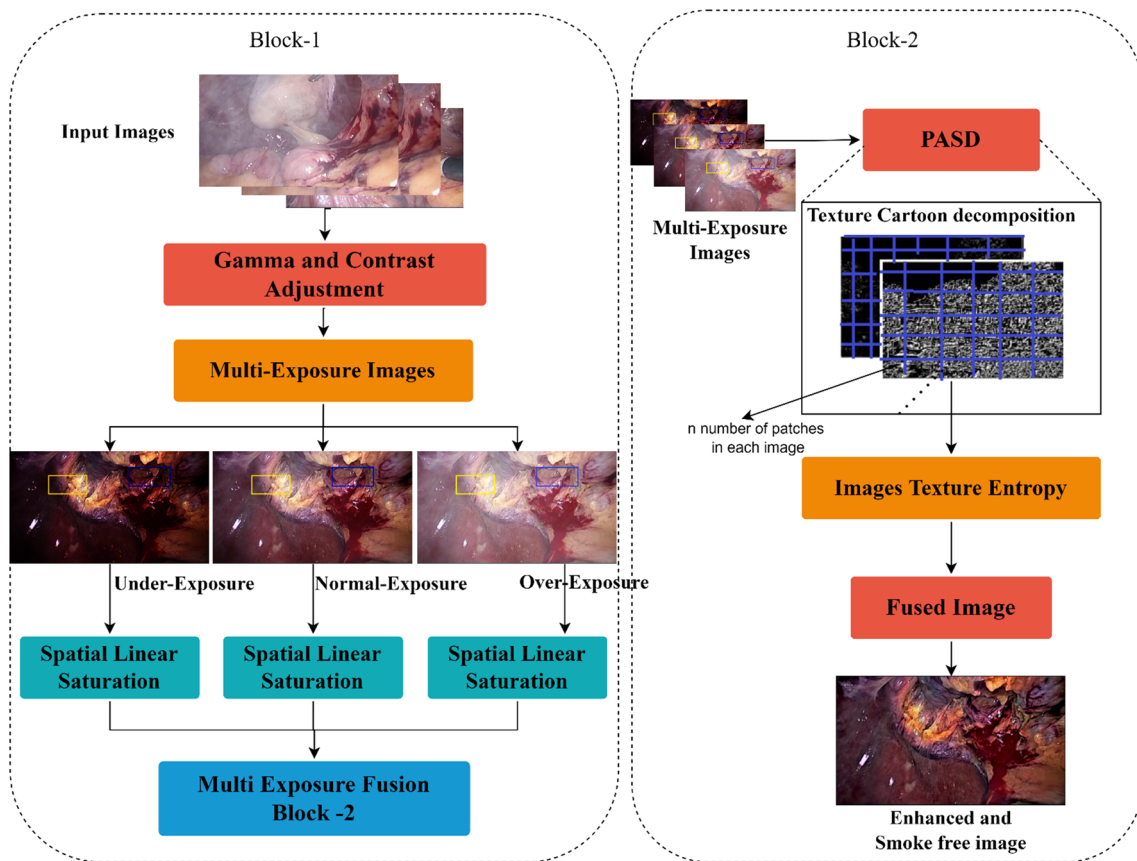 Block-1
Input Images
Gamma and Contrast
Adjustment
Multi-Exposure Images
Under-Exposure
Normal-Exposure
Over-Exposure
Spatial Linear
Saturation
Spatial Linear
Saturation
Spatial Linear
Saturation
Multi Exposure Fusion
Block -2
Block-2
PASD
Multi-Exposure
Images
Texture Cartoon decomposition
n number of patches
in each image
Images Texture Entropy
Fused Image
Enhanced and
Smoke free image